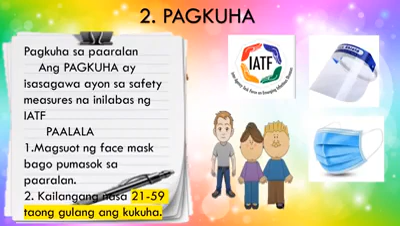 2. PAGKUHA
Pagkuha sa paaralan
Ang PAGKUHA ay
isasagawa ayon sa safety
measures na inilabas ng
IATF
PAALALA
1.Magsuot ng face mask
bago pumasok sa
paaralan.
2. Kailangang nasa 21-59
taong gulang ang kukuha.
IATF